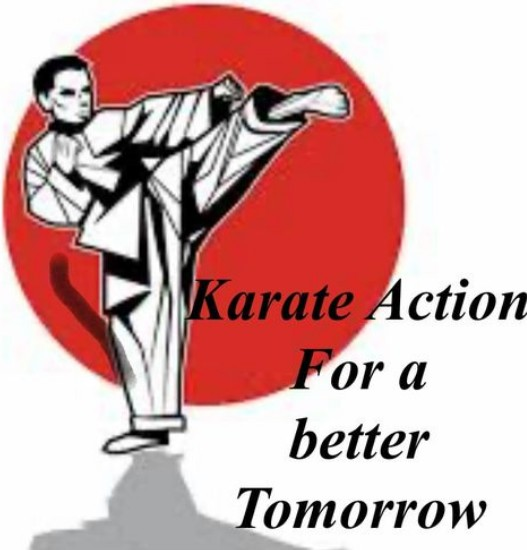 Karate Action
For a
better
Tomorrow